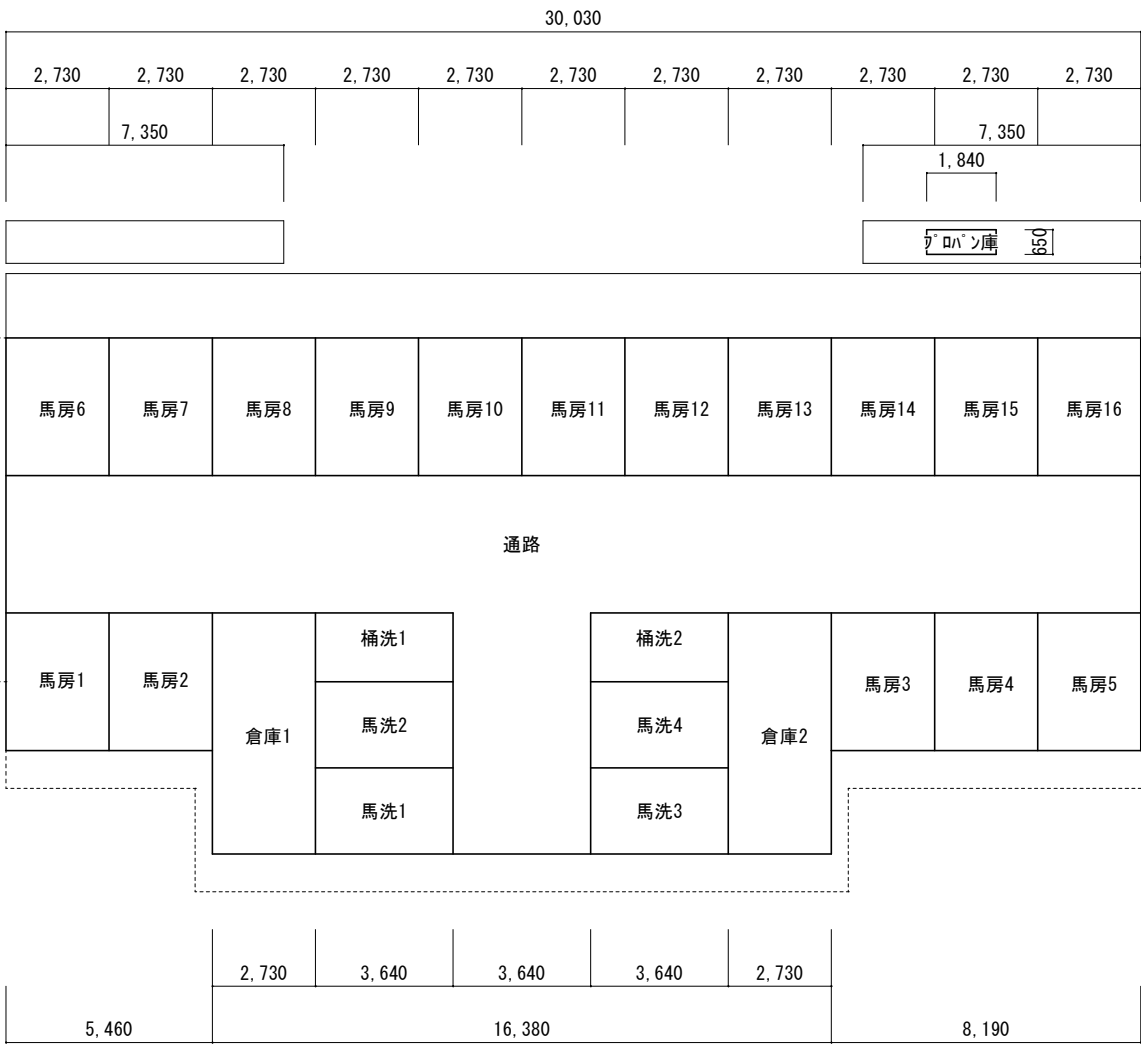 30,030
2,730 2,730 2,730 2,730 2,730 2,730 2,730 2,730 2,730 2,730 2,730
7,350 7,350
1,840
プロパン庫 650
馬房6 馬房7 馬房8 馬房9 馬房10 馬房11 馬房12 馬房13 馬房14 馬房15 馬房16
通路
桶洗1 桶洗2
馬房1 馬房2 馬房3 馬房4 馬房5
馬洗2 馬洗4
倉庫1 倉庫2
馬洗1 馬洗3
2,730 3,640 3,640 3,640 2,730
5,460 16,380 8,190